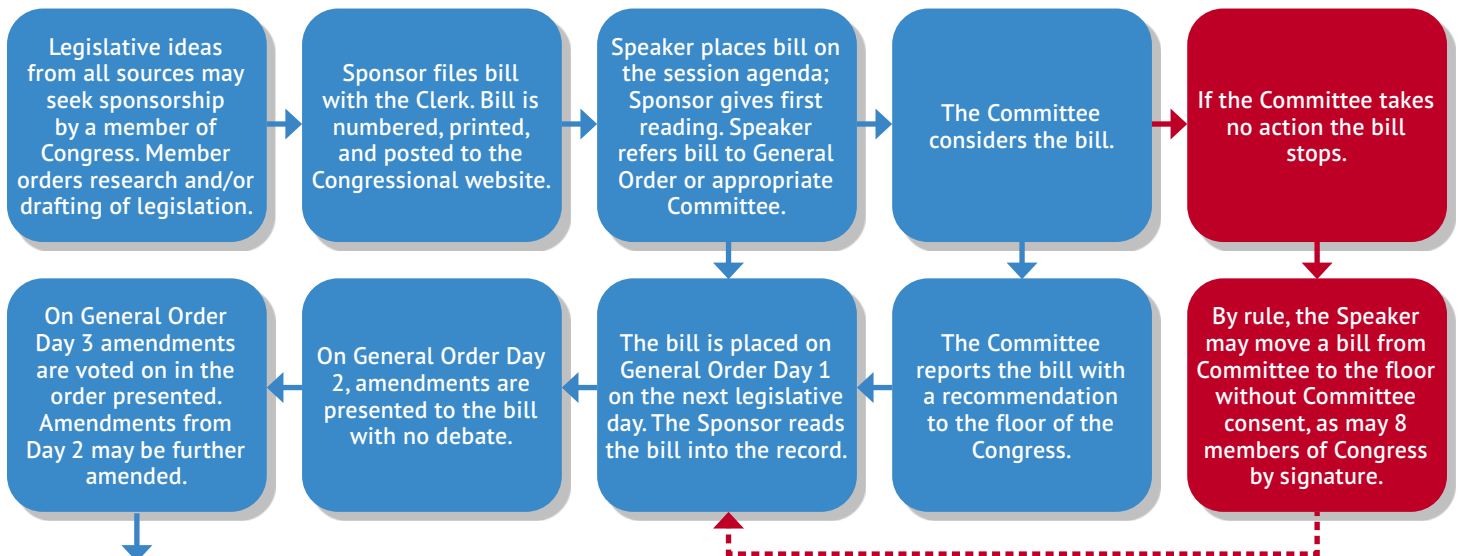 Legislative ideas
from all sources may
seek sponsorship
by a member of
Congress. Member
orders research and/or
drafting of legislation.
Sponsor files bill
with the Clerk. Bill is
numbered, printed,
and posted to the
Congressional website.
Speaker places bill on
the session agenda;
Sponsor gives first
reading. Speaker
refers bill to General
Order or appropriate
Committee.
The Committee
considers the bill.
If the Committee takes
no action the bill
stops.
On General Order
Day 3 amendments
are voted on in the
order presented.
Amendments from
Day 2 may be further
amended.
On General Order Day
2, amendments are
presented to the bill
with no debate.
The bill is placed on
General Order Day 1
on the next legislative
day. The Sponsor reads
the bill into the record.
The Committee
reports the bill with
a recommendation
to the floor of the
Congress.
By rule, the Speaker
may move a bill from
Committee to the floor
without Committee
consent, as may 8
members of Congress
by signature.